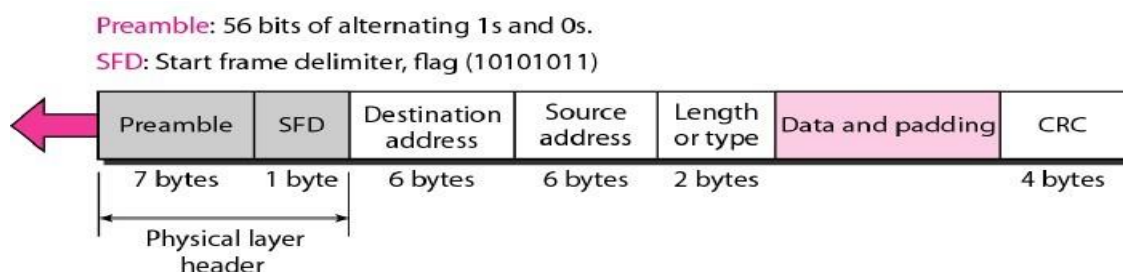 Preamble: 56 bits of alternating 1s and 0s.
SFD: Start frame delimiter, flag (10101011)
Preamble
SFD
Destination
address
Source
address
Length
or type
Data and padding
CRC
7 bytes
1 byte
6 bytes
6 bytes
2 bytes
4 bytes
Physical layer
header